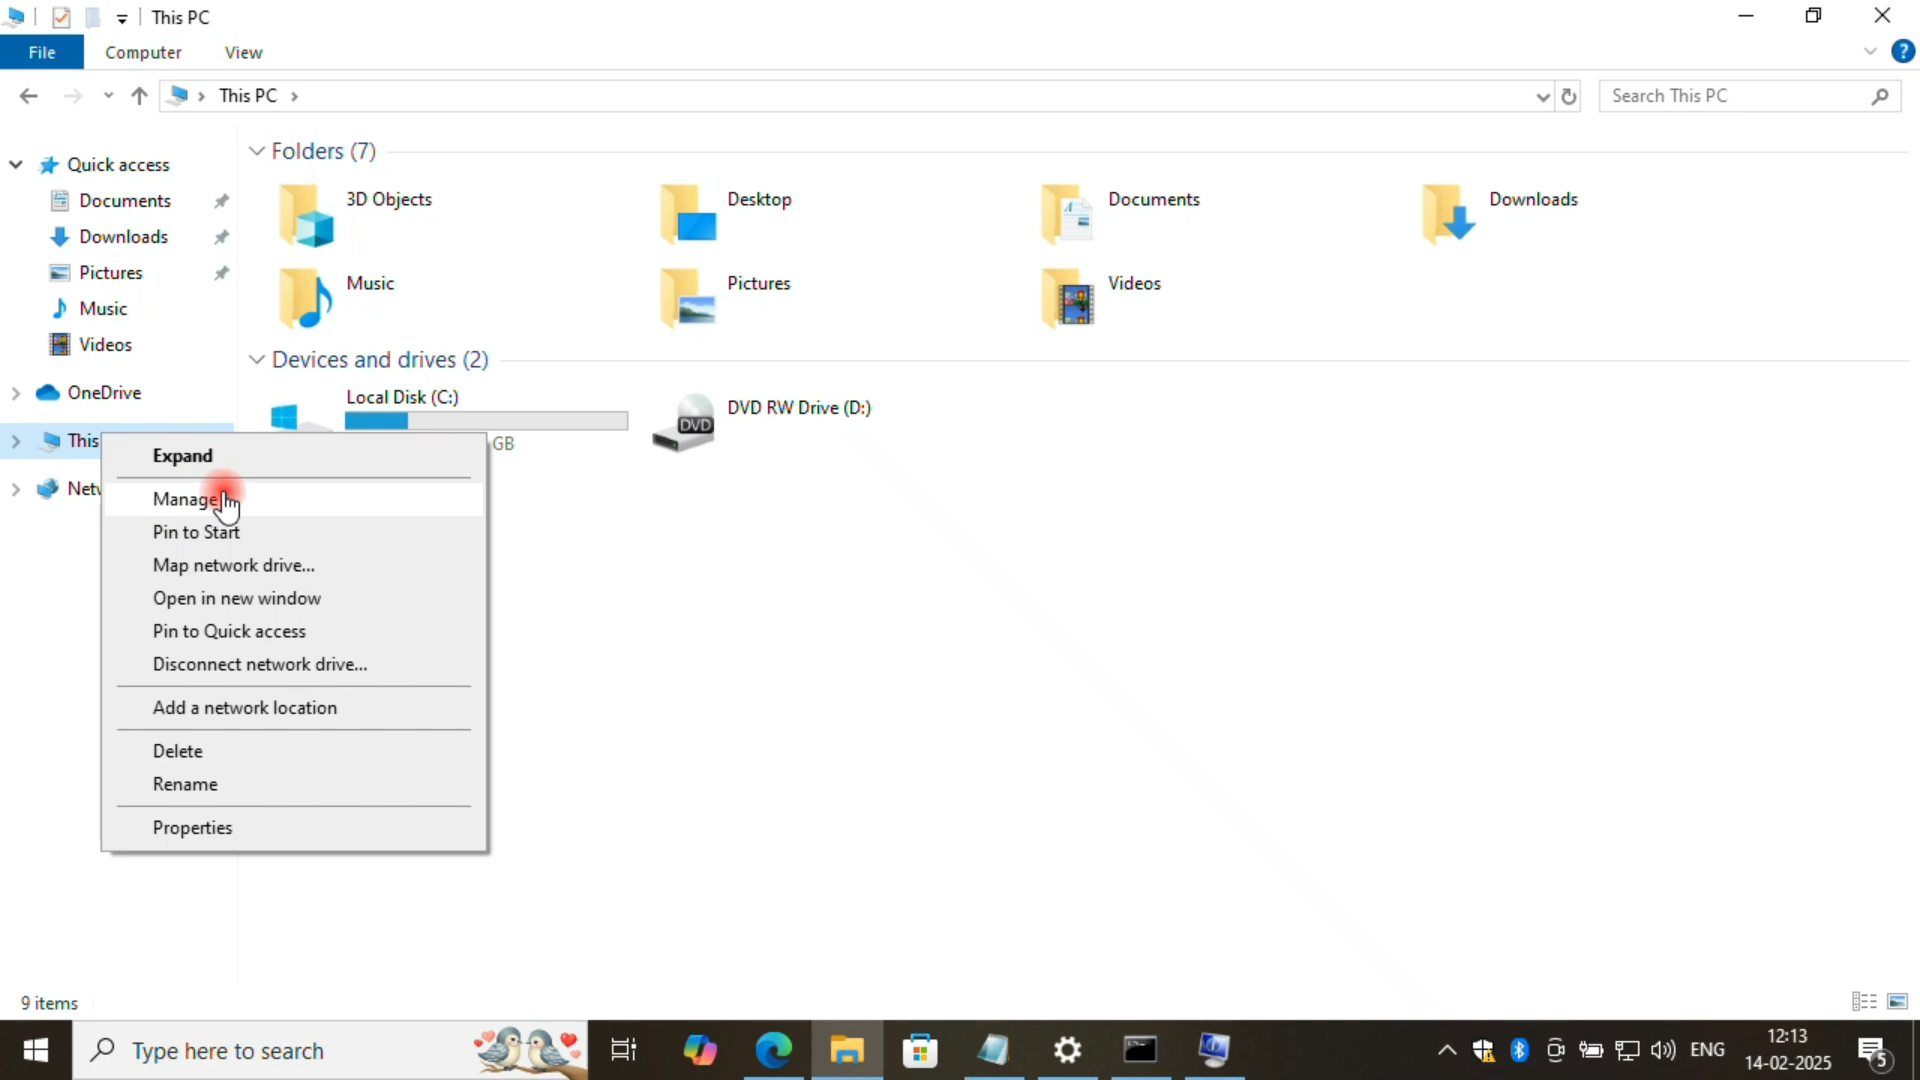 This PC
File
Computer
View
This PC
Search This PC
Quick access
Documents
Downloads
Pictures
Music
Videos
OneDrive
This
Netw
Folders (7)
3D Objects
Desktop
Documents
Downloads
Music
Pictures
Videos
Devices and drives (2)
Local Disk (C:)
GB
DVD RW Drive (D:)
DVD
Expand
Manage
Pin to Start
Map network drive...
Open in new window
Pin to Quick access
Disconnect network drive...
Add a network location
Delete
Rename
Properties
9 items
Type here to search
ENG
12:13
14-02-2025
5